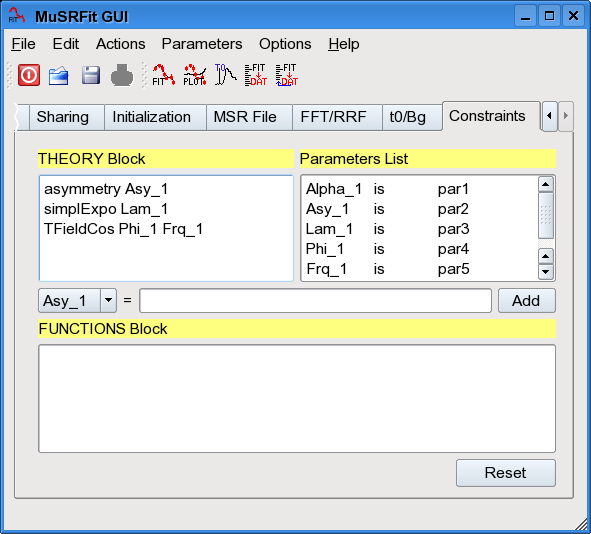 MuSRFit GUI
File Edit Actions Parameters Options Help
FIT FIT PLOT T0 FIT DAT FIT DAT
Sharing Initialization MSR File FFT/RRF t0/Bg Constraints
THEORY Block Parameters List
asymmetry Asy_1
simplExpo Lam_1
TFieldCos Phi_1 Frq_1
Alpha_1 is par1
Asy_1 is par2
Lam_1 is par3
Phi_1 is par4
Frq_1 is par5
Asy_1 = Add
FUNCTIONS Block
Reset